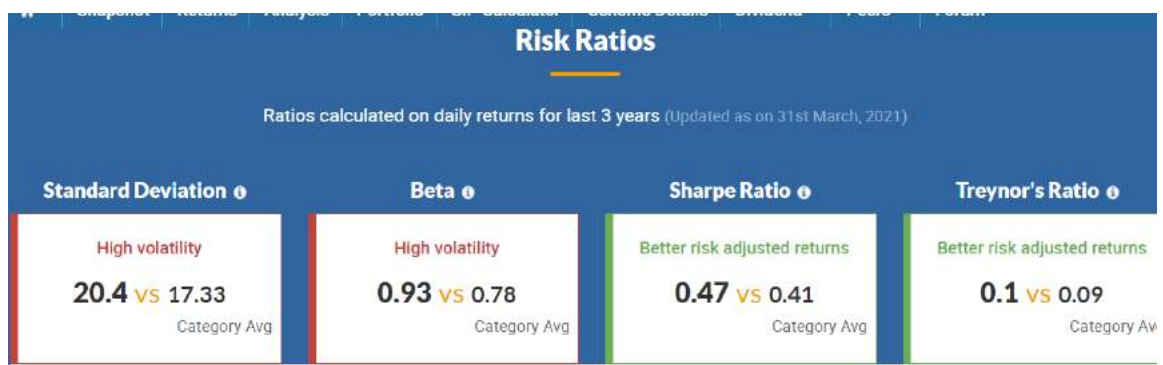 Risk Ratios
Ratios calculated on daily returns for last 3 years (Updated as on 31st March, 2021)
Standard Deviation
Beta
Sharpe Ratio
Treynor's Ratio
High volatility
20.4 vs 17.33
Category Avg
High volatility
0.93 vs 0.78
Category Avg
Better risk adjusted returns
0.47 vs 0.41
Category Avg
Better risk adjusted returns
0.1 vs 0.09
Category